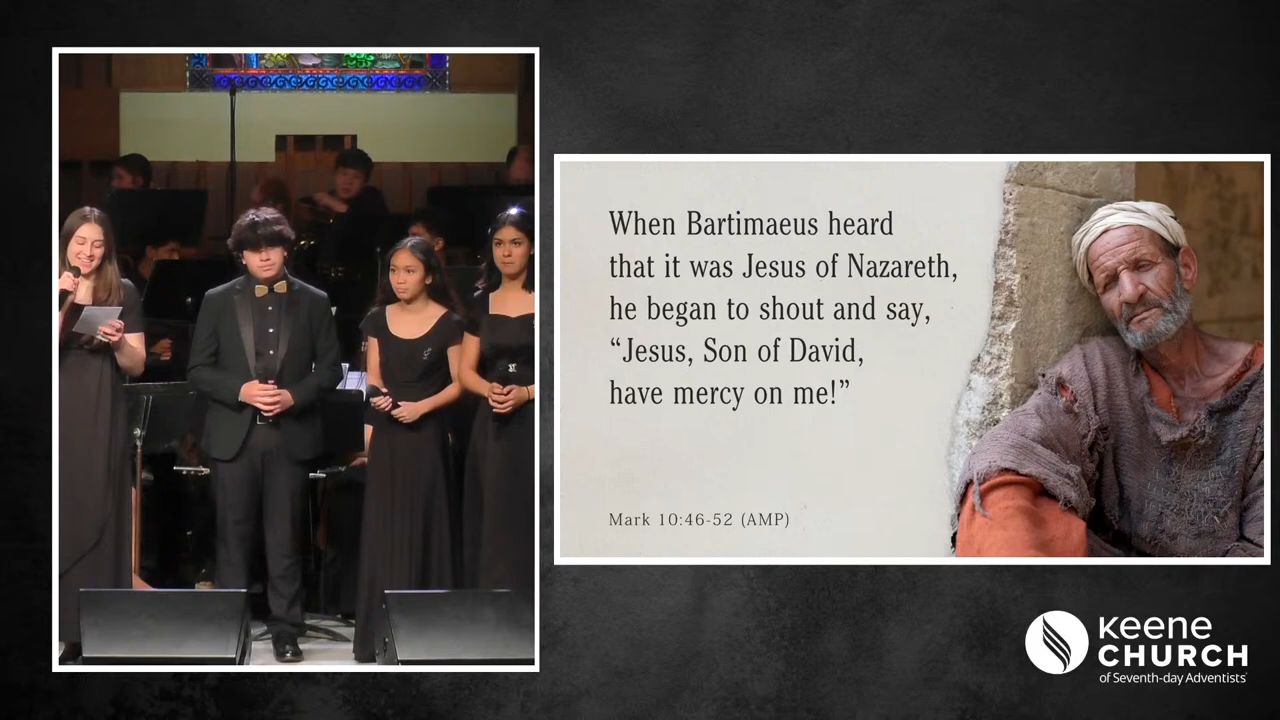 When Bartimaeus heard
that it was Jesus of Nazareth,
he began to shout and say,
“Jesus, Son of David,
have mercy on me!”
Mark 10:46-52 (AMP)
Keene
CHURCH
of Seventh-day Adventists